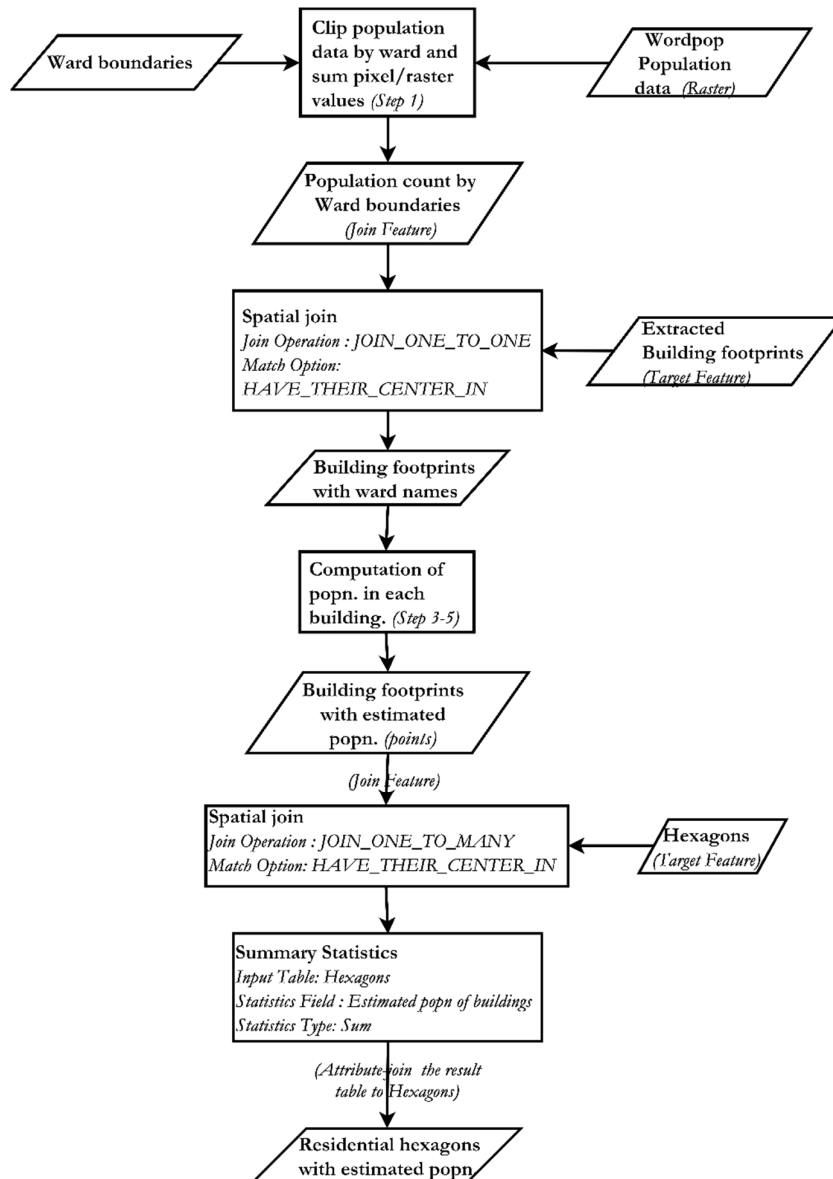 Ward boundaries
Clip population
data by ward and
sum pixel/raster
values (Step 1)
Wordpop
Population
data (Raster)
Population count by
Ward boundaries
(Join Feature)
Spatial join
Join Operation : JOIN_ONE_TO_ONE
Match Option:
HAVE_THEIR_CENTER_IN
Extracted
Building footprints
(Target Feature)
Building footprints
with ward names
Computation of
popn. in each
building. (Step 3-5)
Building footprints
with estimated
popn. (points)
(Join Feature)
Spatial join
Join Operation : JOIN_ONE_TO_MANY
Match Option: HAVE_THEIR_CENTER_IN
Hexagons
(Target Feature)
Summary Statistics
Input Table: Hexagons
Statistics Field : Estimated popn of buildings
Statistics Type: Sum
(Attribute-join the result
table to Hexagons)
Residential hexagons
with estimated popn